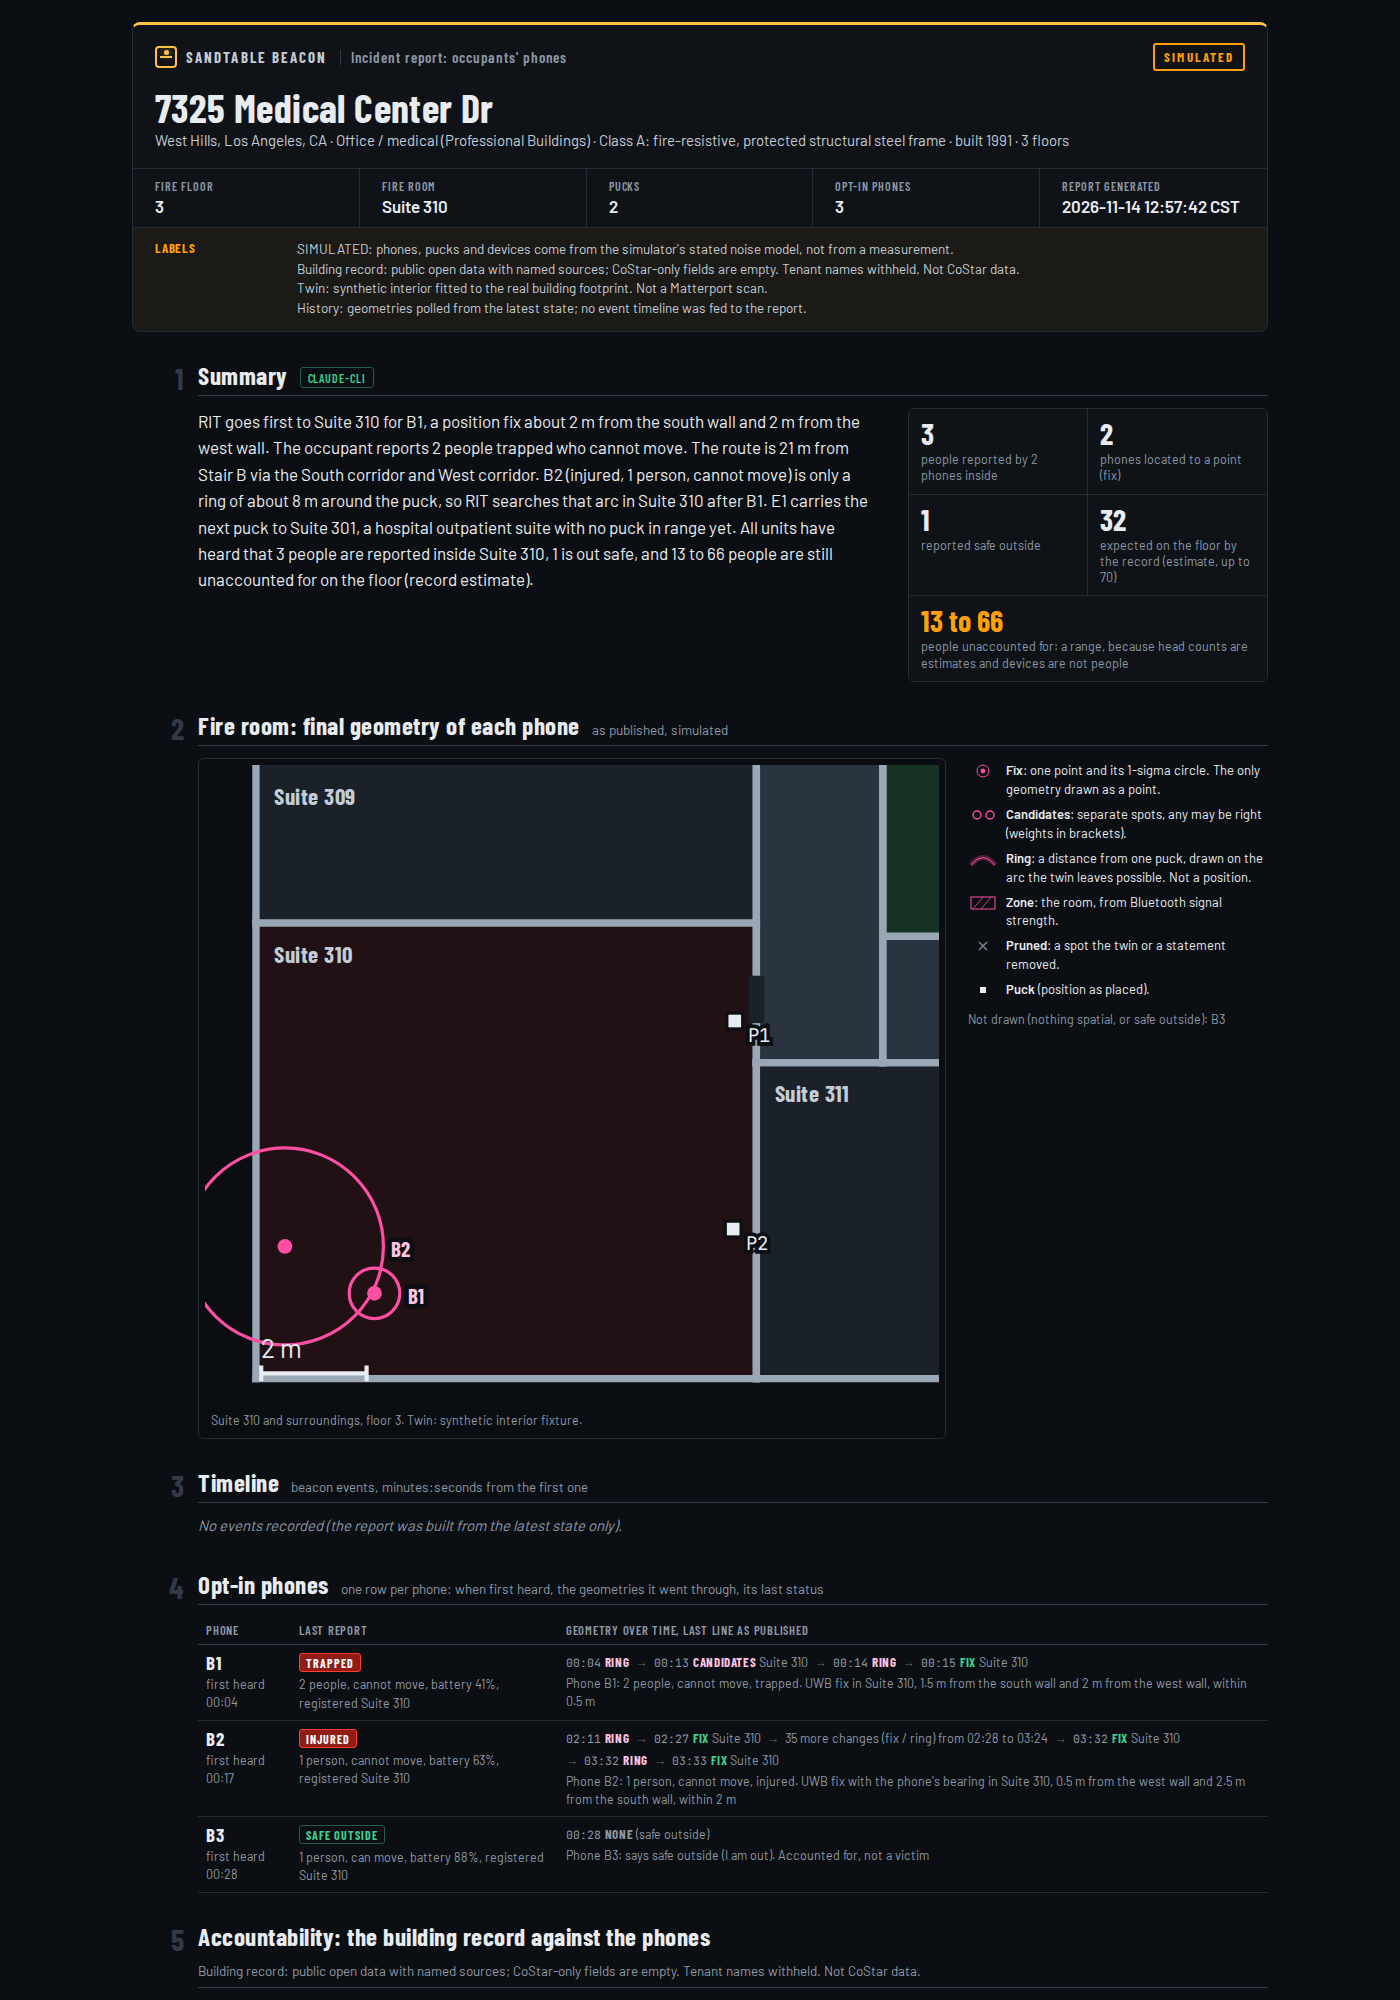 SANDTABLE BEACON
Incident report: occupants' phones
SIMULATED
7325 Medical Center Dr
West Hills, Los Angeles, CA · Office / medical (Professional Buildings) · Class A: fire-resistive, protected structural steel frame · built 1991 · 3 floors
FIRE FLOOR
3
FIRE ROOM
Suite 310
PUCKS
2
OPT-IN PHONES
3
REPORT GENERATED
2026-11-14 12:57:42 CST
LABELS
SIMULATED: phones, pucks and devices come from the simulator's stated noise model, not from a measurement.
Building record: public open data with named sources; CoStar-only fields are empty. Tenant names withheld. Not CoStar data.
Twin: synthetic interior fitted to the real building footprint. Not a Matterport scan.
History: geometries polled from the latest state; no event timeline was fed to the report.
1 Summary CLAUDE-CLI
RIT goes first to Suite 310 for B1, a position fix about 2 m from the south wall and 2 m from the
west wall. The occupant reports 2 people trapped who cannot move. The route is 21 m from
Stair B via the South corridor and West corridor. B2 (injured, 1 person, cannot move) is only a
ring of about 8 m around the puck, so RIT searches that arc in Suite 310 after B1. E1 carries the
next puck to Suite 301, a hospital outpatient suite with no puck in range yet. All units have
heard that 3 people are reported inside Suite 310, 1 is out safe, and 13 to 66 people are still
unaccounted for on the floor (record estimate).
3
people reported by 2
phones inside
2
phones located to a point
(fix)
1
reported safe outside
32
expected on the floor by
the record (estimate, up to
70)
13 to 66
people unaccounted for: a range, because head counts are
estimates and devices are not people
2 Fire room: final geometry of each phone as published, simulated
Suite 309
Suite 310
P1
Suite 311
P2
B2
B1
2 m
Suite 310 and surroundings, floor 3. Twin: synthetic interior fixture.
Fix: one point and its 1-sigma circle. The only
geometry drawn as a point.
Candidates: separate spots, any may be right
(weights in brackets).
Ring: a distance from one puck, drawn on the
arc the twin leaves possible. Not a position.
Zone: the room, from Bluetooth signal
strength.
Pruned: a spot the twin or a statement
removed.
Puck (position as placed).
Not drawn (nothing spatial, or safe outside): B3
3 Timeline beacon events, minutes:seconds from the first one
No events recorded (the report was built from the latest state only).
4 Opt-in phones one row per phone: when first heard, the geometries it went through, its last status
PHONE LAST REPORT GEOMETRY OVER TIME, LAST LINE AS PUBLISHED
B1
first heard
00:04
TRAPPED
2 people, cannot move, battery 41%,
registered Suite 310
00:04 RING → 00:13 CANDIDATES Suite 310 → 00:14 RING → 00:15 FIX Suite 310
Phone B1: 2 people, cannot move, trapped. UWB fix in Suite 310, 1.5 m from the south wall and 2 m from the west wall, within
0.5 m
B2
first heard
00:17
INJURED
1 person, cannot move, battery 63%,
registered Suite 310
02:11 RING → 02:27 FIX Suite 310 → 35 more changes (fix / ring) from 02:28 to 03:24 → 03:32 FIX Suite 310
→ 03:32 RING → 03:33 FIX Suite 310
Phone B2: 1 person, cannot move, injured. UWB fix with the phone's bearing in Suite 310, 0.5 m from the west wall and 2.5 m
from the south wall, within 2 m
B3
first heard
00:28
SAFE OUTSIDE
1 person, can move, battery 88%, registered
Suite 310
00:28 NONE (safe outside)
Phone B3: says safe outside (I am out). Accounted for, not a victim
5 Accountability: the building record against the phones
Building record: public open data with named sources; CoStar-only fields are empty. Tenant names withheld. Not CoStar data.